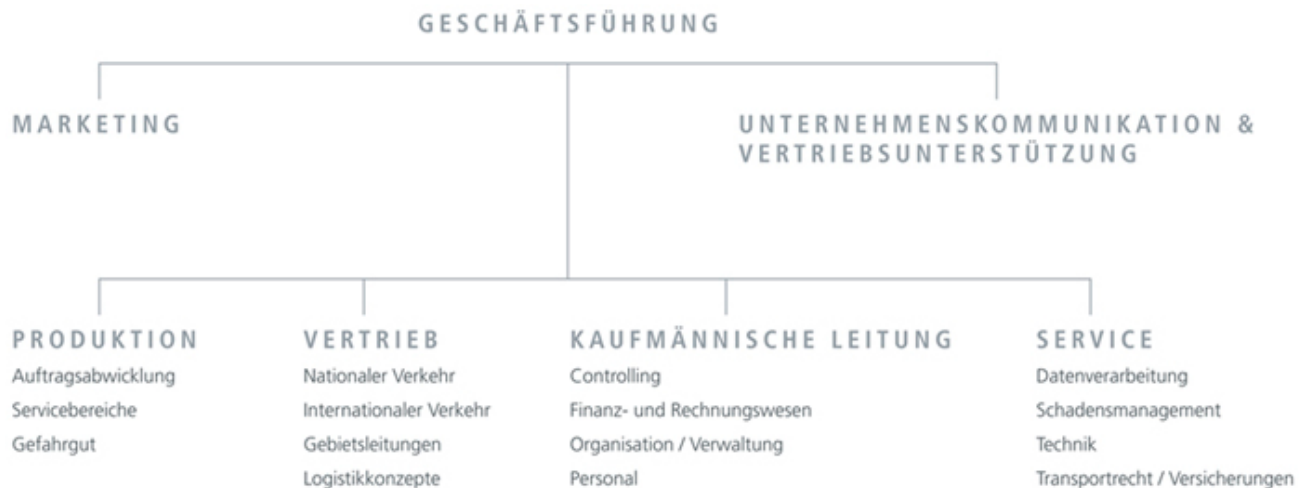 GESCHÄFTSFÜHRUNG
MARKETING
UNTERNEHMENSKOMMUNIKATION &
VERTRIEBSUNTERSTÜTZUNG
PRODUKTION
Auftragsabwicklung
Servicebereiche
Gefahrgut
VERTRIEB
Nationaler Verkehr
Internationaler Verkehr
Gebietsleitungen
Logistikkonzepte
KAUFMÄNNISCHE LEITUNG
Controlling
Finanz- und Rechnungswesen
Organisation / Verwaltung
Personal
SERVICE
Datenverarbeitung
Schadensmanagement
Technik
Transportrecht / Versicherungen